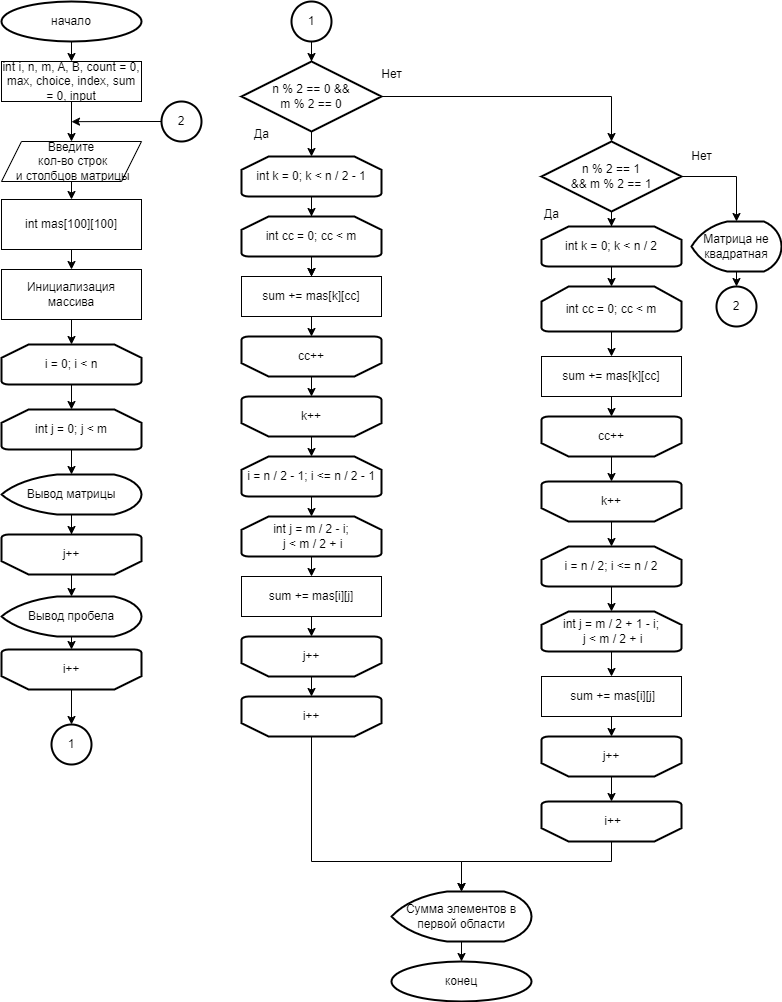 начало
int i, n, m, A, B, count = 0,
max, choice, index, sum
= 0, input
2
Введите
кол-во строк
и столбцов матрицы
int mas[100][100]
Инициализация
массива
i = 0; i < n
int j = 0; j < m
Вывод матрицы
j++
Вывод пробела
i++
1
1
n % 2 == 0 &&
m % 2 == 0
Нет
Да
int k = 0; k < n / 2 - 1
int cc = 0; cc < m
sum += mas[k][cc]
cc++
k++
i = n / 2 - 1; i <= n / 2 - 1
int j = m / 2 - i;
j < m / 2 + i
sum += mas[i][j]
j++
i++
n % 2 == 1
&& m % 2 == 1
Нет
Да
Матрица не
квадратная
2
int k = 0; k < n / 2
int cc = 0; cc < m
sum += mas[k][cc]
cc++
k++
i = n / 2; i <= n / 2
int j = m / 2 + 1 - i;
j < m / 2 + i
sum += mas[i][j]
j++
i++
Сумма элементов в
первой области
конец